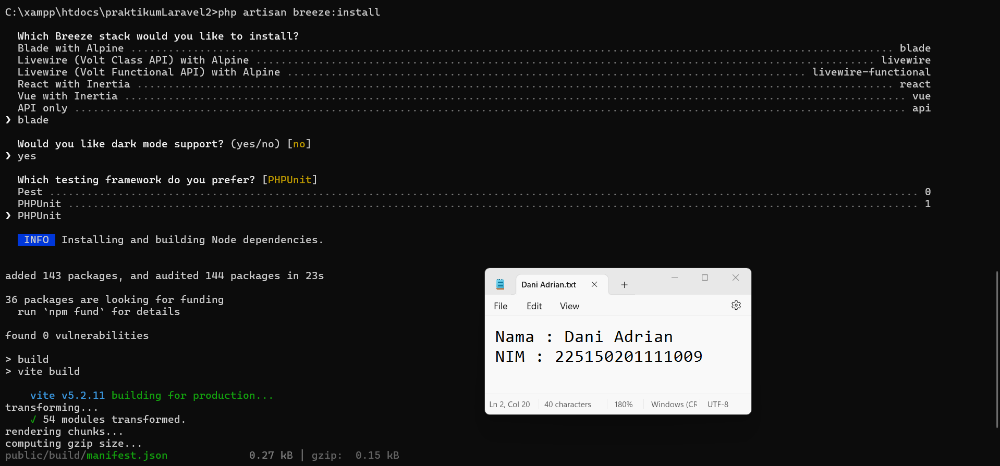 C:\xampp\htdocs\praktikumLaravel2>php artisan breeze:install
Which Breeze stack would you like to install?
Blade with Alpine ........................................ blade
Livewire (Volt Class API) with Alpine ........................................ livewire
Livewire (Volt Functional API) with Alpine ........................................ livewire-functional
React with Inertia ........................................ react
Vue with Inertia ........................................ vue
API only ........................................ api
❯ blade
Would you like dark mode support? (yes/no) [no]
❯ yes
Which testing framework do you prefer? [PHPUnit]
Pest ........................................ 0
PHPUnit ........................................ 1
❯ PHPUnit
INFO Installing and building Node dependencies.
added 143 packages, and audited 144 packages in 23s
36 packages are looking for funding
run `npm fund` for details
found 0 vulnerabilities
> build
> vite build
vite v5.2.11 building for production...
transforming...
✓ 54 modules transformed.
rendering chunks...
computing gzip size...
public/build/manifest.json 0.27 kB │ gzip: 0.15 kB
Dani Adrian.txt
File Edit View
Nama : Dani Adrian
NIM : 225150201111009
Ln 2, Col 20 40 characters 180% Windows (CR UTF-8